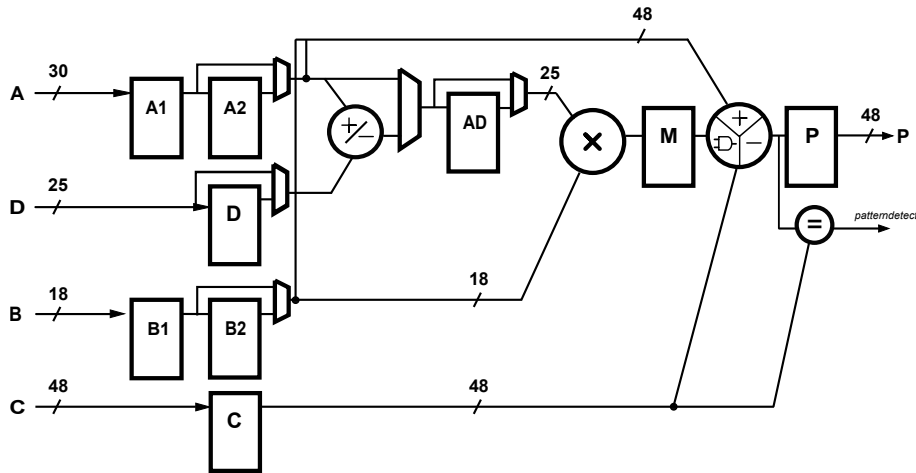 48
30
A
A1
A2
25
AD
+
−
×
M
+
−
P
48
P
25
D
D
=
patterndetect
18
B
B1
B2
18
48
C
C
48